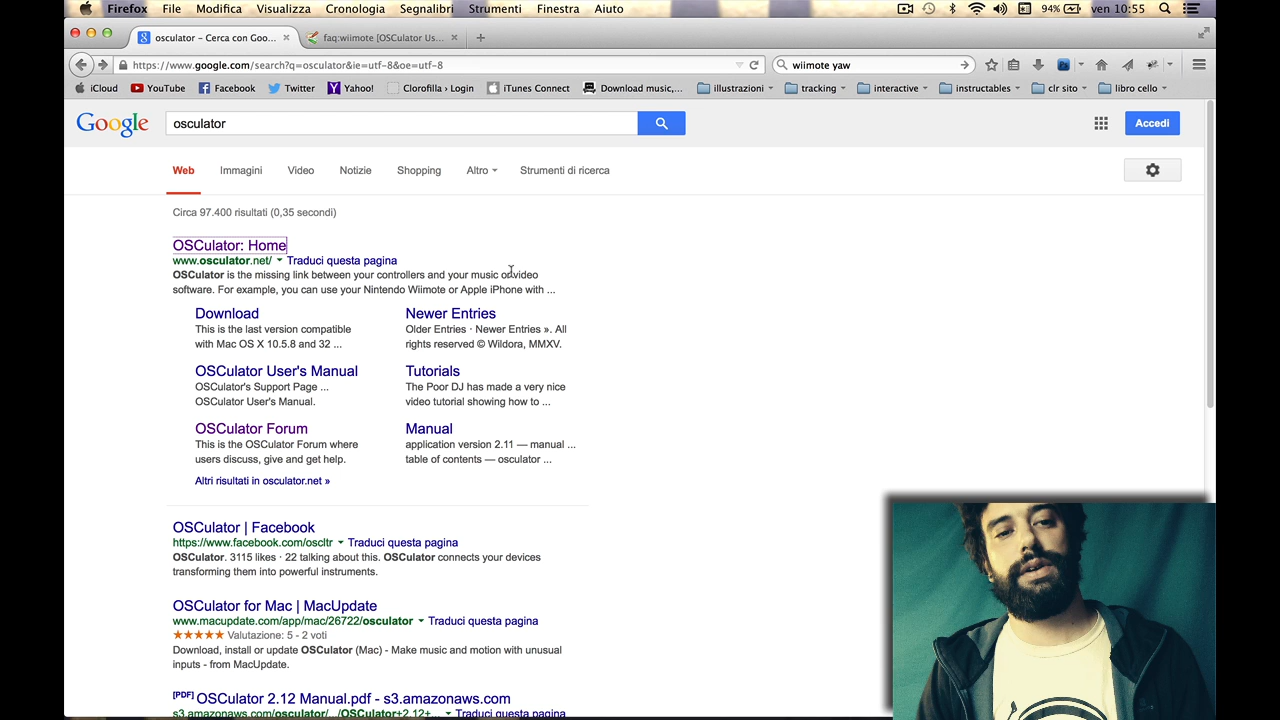 Firefox File Modifica Visualizza Cronologia Segnalibri Strumenti Finestra Aiuto 94% ven 10:55
osculator - Cerca con Goo... × faq:wiimote [OSCulator Us... × +
https://www.google.com/search?q=osculator&ie=utf-8&oe=utf-8 wiimote yaw
iCloud YouTube Facebook Twitter Yahoo! Clorofilla › Login iTunes Connect Download music,... illustrazioni tracking interactive instructables clr sito libro cello
Google osculator Accedi
Web Immagini Video Notizie Shopping Altro Strumenti di ricerca
Circa 97.400 risultati (0,35 secondi)
OSCulator: Home
www.osculator.net/ Traduci questa pagina
OSCulator is the missing link between your controllers and your music or video
software. For example, you can use your Nintendo Wiimote or Apple iPhone with ...
Download
This is the last version compatible
with Mac OS X 10.5.8 and 32 ...
Newer Entries
Older Entries · Newer Entries ». All
rights reserved © Wildora, MMXV.
OSCulator User's Manual
OSCulator's Support Page ...
OSCulator User's Manual.
Tutorials
The Poor DJ has made a very nice
video tutorial showing how to ...
OSCulator Forum
This is the OSCulator Forum where
users discuss, give and get help.
Manual
application version 2.11 — manual ...
table of contents — osculator ...
Altri risultati in osculator.net »
OSCulator | Facebook
https://www.facebook.com/oscltr Traduci questa pagina
OSCulator. 3115 likes · 22 talking about this. OSCulator connects your devices
transforming them into powerful instruments.
OSCulator for Mac | MacUpdate
www.macupdate.com/app/mac/26722/osculator Traduci questa pagina
★★★★★ Valutazione: 5 - 2 voti
Download, install or update OSCulator (Mac) - Make music and motion with unusual
inputs - from MacUpdate.
[PDF] OSCulator 2.12 Manual.pdf - s3.amazonaws.com
s3.amazonaws.com/osculator/.../OSCulator+2.12+... Traduci questa pagina